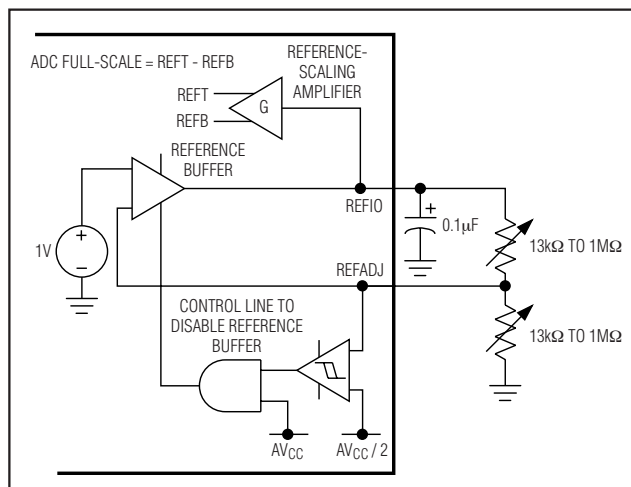 ADC FULL-SCALE = REFT - REFB
REFERENCE-
SCALING
AMPLIFIER
REFT
REFB
G
REFERENCE
BUFFER
REFIO
+
0.1µF
13kΩ TO 1MΩ
1V
+
−
REFADJ
CONTROL LINE TO
DISABLE REFERENCE
BUFFER
13kΩ TO 1MΩ
AVCC
AVCC / 2